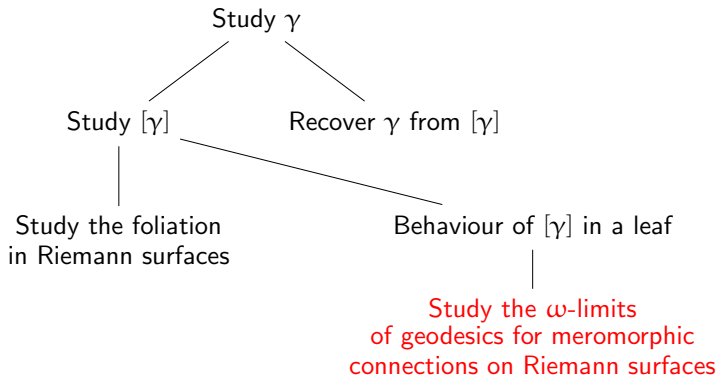 Study γ
Study [γ]
Recover γ from [γ]
Study the foliation
in Riemann surfaces
Behaviour of [γ] in a leaf
Study the ω-limits
of geodesics for meromorphic
connections on Riemann surfaces